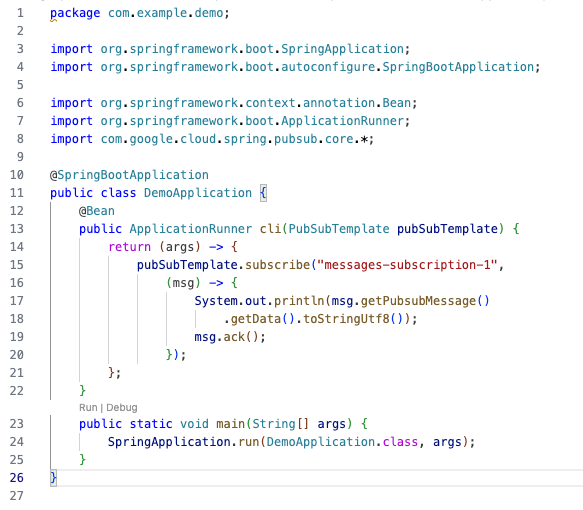 1 package com.example.demo;
2
3 import org.springframework.boot.SpringApplication;
4 import org.springframework.boot.autoconfigure.SpringBootApplication;
5
6 import org.springframework.context.annotation.Bean;
7 import org.springframework.boot.ApplicationRunner;
8 import com.google.cloud.spring.pubsub.core.*;
9
10 @SpringBootApplication
11 public class DemoApplication {
12     @Bean
13     public ApplicationRunner cli(PubSubTemplate pubSubTemplate) {
14         return (args) -> {
15             pubSubTemplate.subscribe("messages-subscription-1",
16                 (msg) -> {
17                     System.out.println(msg.getPubsubMessage()
18                         .getData().toStringUtf8());
19                     msg.ack();
20                 });
21         };
22     }
Run | Debug
23     public static void main(String[] args) {
24         SpringApplication.run(DemoApplication.class, args);
25     }
26 }
27